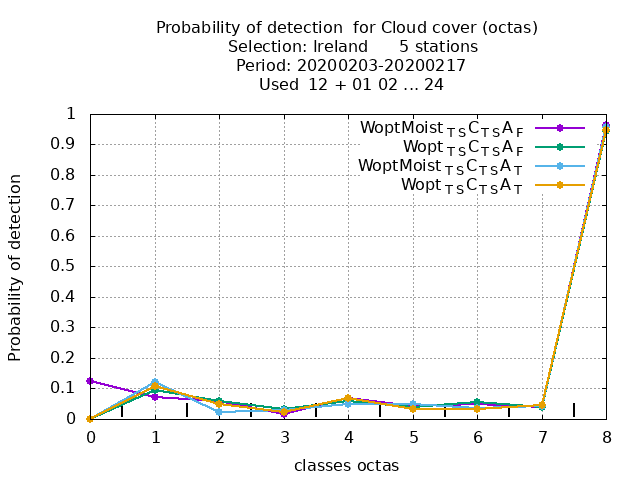 Probability of detection  for Cloud cover (octas)
Selection: Ireland      5 stations
Period: 20200203-20200217
Used  12 + 01 02 ... 24
WoptMoist TS C TS A F
Wopt TS C TS A F
WoptMoist TS C TS A T
Wopt TS C TS A T
Probability of detection
1
0.9
0.8
0.7
0.6
0.5
0.4
0.3
0.2
0.1
0
0 1 2 3 4 5 6 7 8
classes octas